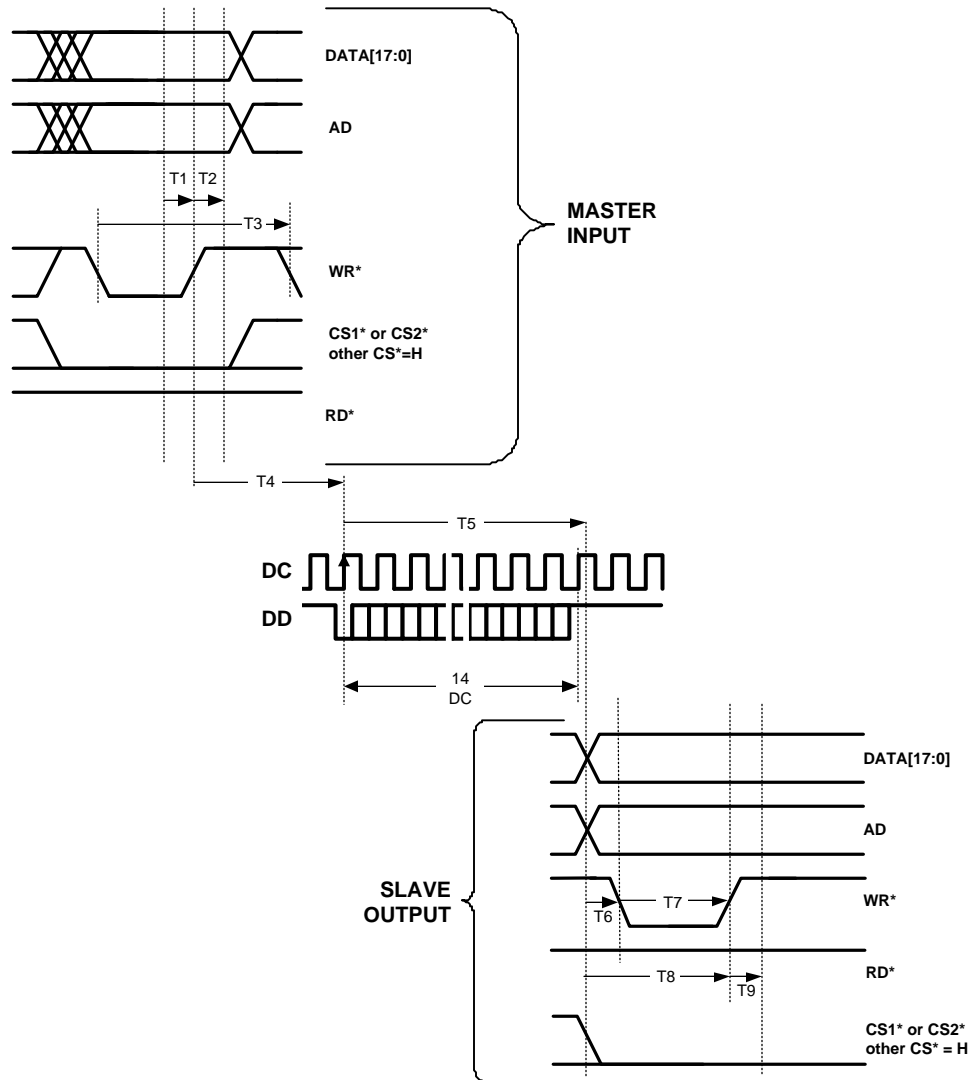 DATA[17:0]
AD
T1 T2
T3
MASTER
INPUT
WR*
CS1* or CS2*
other CS*=H
RD*
T4
T5
DC
DD
14
DC
DATA[17:0]
AD
SLAVE
OUTPUT
WR*
T6
T7
RD*
T8
T9
CS1* or CS2*
other CS* = H